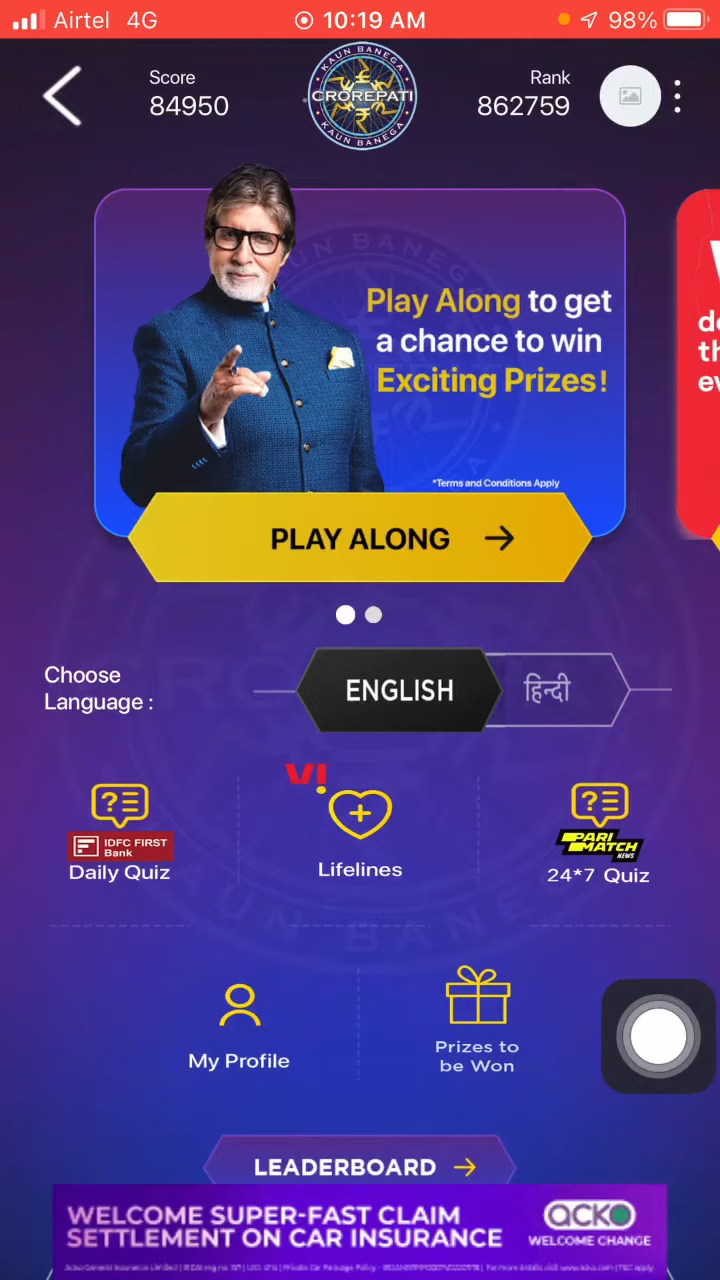 Airtel 4G 10:19 AM 98%
Score
84950
KAUN BANEGA
CROREPATI
KAUN BANEGA
Rank
862759
Play Along to get
a chance to win
Exciting Prizes!
*Terms and Conditions Apply
PLAY ALONG
Choose
Language :
ENGLISH
हिन्दी
VI
IDFC FIRST
Bank
Daily Quiz
Lifelines
PARI
MATCH
NEWS
24*7 Quiz
My Profile
Prizes to
be Won
LEADERBOARD
WELCOME SUPER-FAST CLAIM
SETTLEMENT ON CAR INSURANCE
acko
WELCOME CHANGE